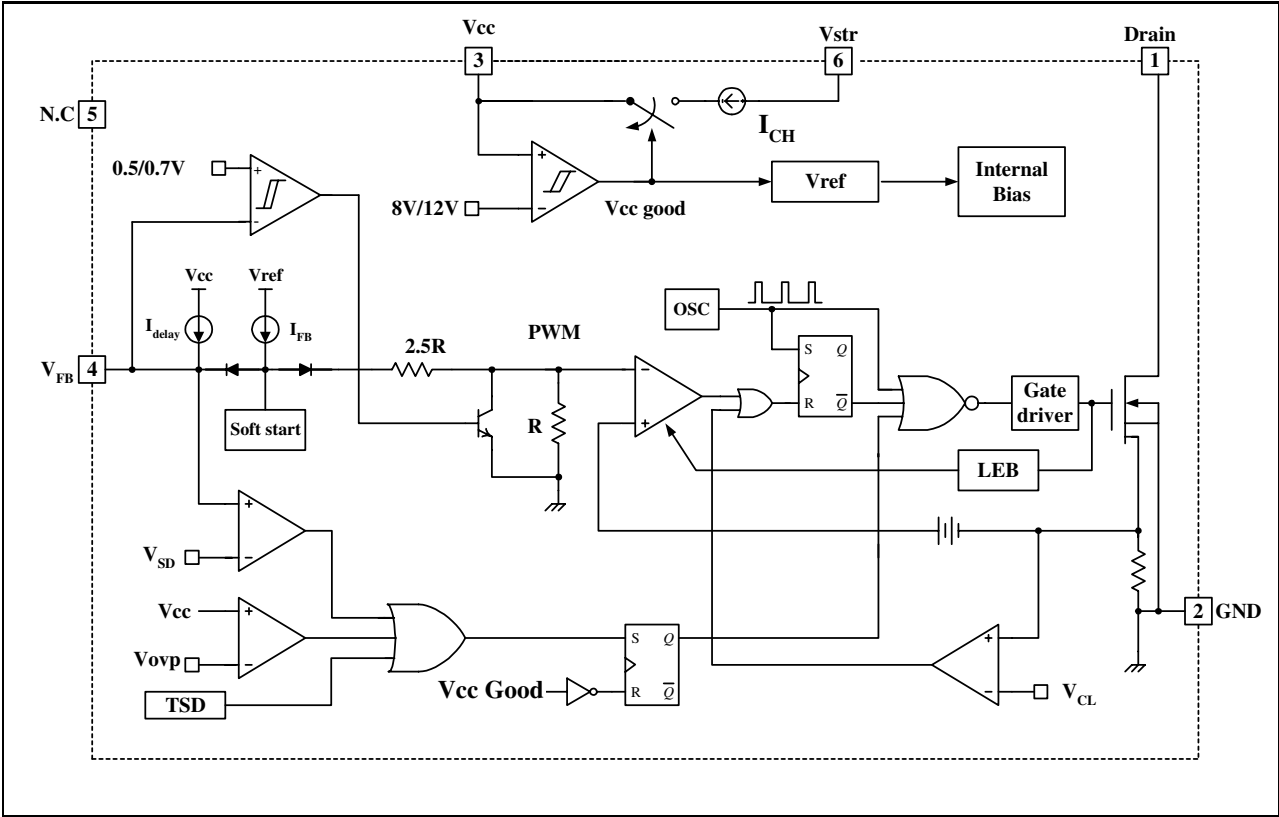 Vcc
Vstr
Drain
3
6
1
N.C
5
I_CH
0.5/0.7V
+
-
+
−
8V/12V
Vcc good
Vref
Internal
Bias
Vcc
Vref
I_delay
I_FB
OSC
PWM
V_FB
4
2.5R
Soft start
R
−
+
S
Q
R
Q̅
Gate
driver
LEB
+
−
V_SD
Vcc
+
Vovp
−
TSD
S
Q
R
Q̅
Vcc Good
+
−
V_CL
2
GND